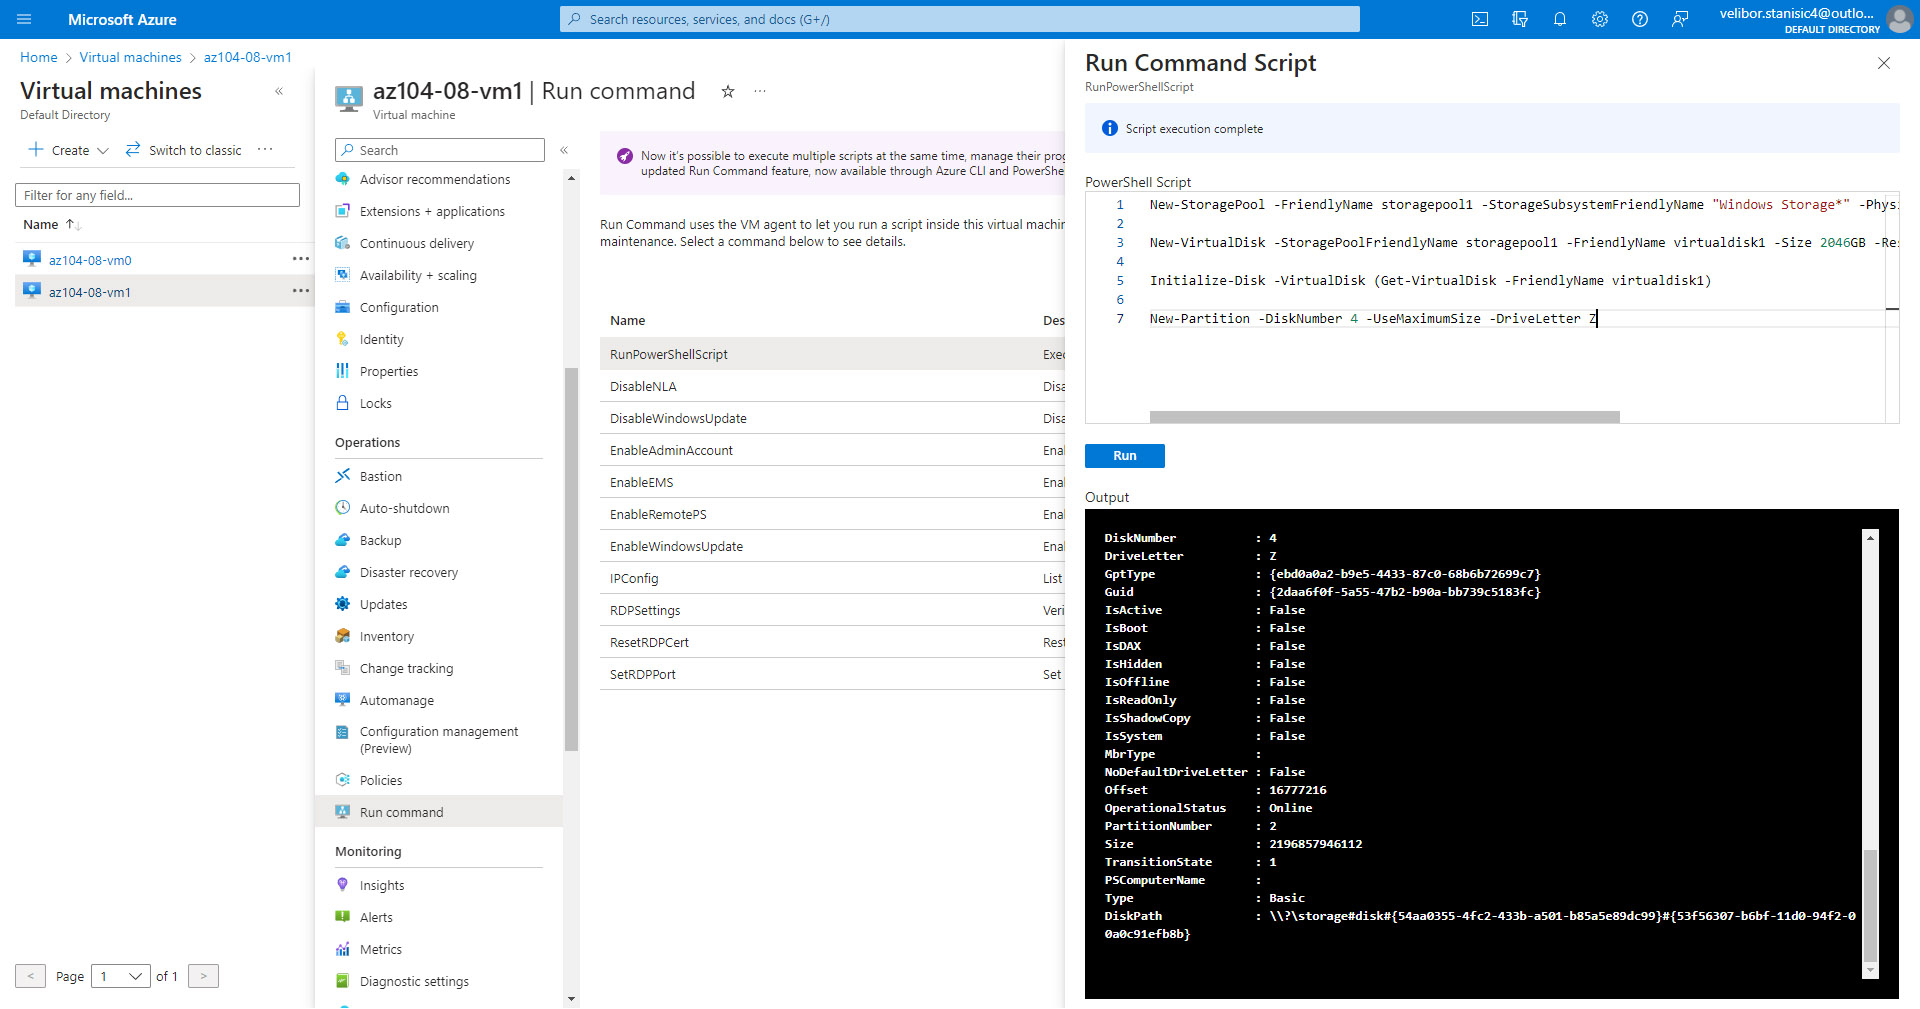 Microsoft Azure
Search resources, services, and docs (G+/)
velibor.stanisic4@outlo...
DEFAULT DIRECTORY
Home > Virtual machines > az104-08-vm1
Virtual machines «
Default Directory
+ Create Switch to classic ...
Filter for any field...
Name ↑↓
az104-08-vm0 ...
az104-08-vm1 ...
< Page 1 of 1 >
az104-08-vm1 | Run command ☆ ...
Virtual machine
Search «
Advisor recommendations
Extensions + applications
Continuous delivery
Availability + scaling
Configuration
Identity
Properties
Locks
Operations
Bastion
Auto-shutdown
Backup
Disaster recovery
Updates
Inventory
Change tracking
Automanage
Configuration management
(Preview)
Policies
Run command
Monitoring
Insights
Alerts
Metrics
Diagnostic settings
Now it's possible to execute multiple scripts at the same time, manage their prog
updated Run Command feature, now available through Azure CLI and PowerShe
Run Command uses the VM agent to let you run a script inside this virtual machin
maintenance. Select a command below to see details.
Name Des
RunPowerShellScript Exec
DisableNLA Disa
DisableWindowsUpdate Disa
EnableAdminAccount Enal
EnableEMS Enal
EnableRemotePS Enal
EnableWindowsUpdate Enal
IPConfig List
RDPSettings Veri
ResetRDPCert Rest
SetRDPPort Set
Run Command Script
RunPowerShellScript
Script execution complete
PowerShell Script
1 New-StoragePool -FriendlyName storagepool1 -StorageSubsystemFriendlyName "Windows Storage*" -Physi
2
3 New-VirtualDisk -StoragePoolFriendlyName storagepool1 -FriendlyName virtualdisk1 -Size 2046GB -Res
4
5 Initialize-Disk -VirtualDisk (Get-VirtualDisk -FriendlyName virtualdisk1)
6
7 New-Partition -DiskNumber 4 -UseMaximumSize -DriveLetter Z
Run
Output
DiskNumber : 4
DriveLetter : Z
GptType : {ebd0a0a2-b9e5-4433-87c0-68b6b72699c7}
Guid : {2daa6f0f-5a55-47b2-b90a-bb739c5183fc}
IsActive : False
IsBoot : False
IsDAX : False
IsHidden : False
IsOffline : False
IsReadOnly : False
IsShadowCopy : False
IsSystem : False
MbrType :
NoDefaultDriveLetter : False
Offset : 16777216
OperationalStatus : Online
PartitionNumber : 2
Size : 2196857946112
TransitionState : 1
PSComputerName :
Type : Basic
DiskPath : \\?\storage#disk#{54aa0355-4fc2-433b-a501-b85a5e89dc99}#{53f56307-b6bf-11d0-94f2-0
0a0c91efb8b}